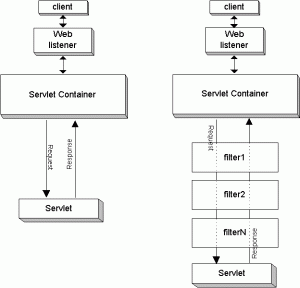 client
Web
listener
Servlet Container
Request
Response
Servlet
client
Web
listener
Servlet Container
Request
filter1
filter2
filterN
Response
Servlet